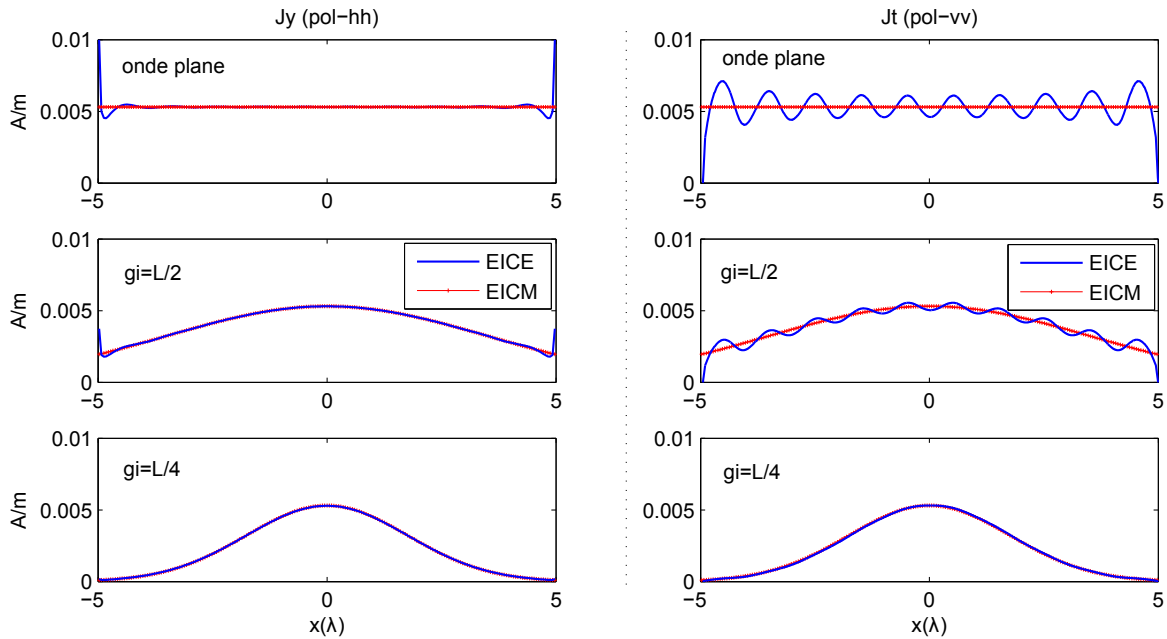 Jy (pol−hh)
0.01
0.005
0
A/m
onde plane
−5
0
5
Jt (pol−vv)
0.01
0.005
0
A/m
onde plane
−5
0
5
0.01
0.005
0
A/m
gi=L/2
EICE
EICM
−5
0
5
0.01
0.005
0
A/m
gi=L/2
EICE
EICM
−5
0
5
0.01
0.005
0
A/m
gi=L/4
−5
0
5
x(λ)
0.01
0.005
0
A/m
gi=L/4
−5
0
5
x(λ)